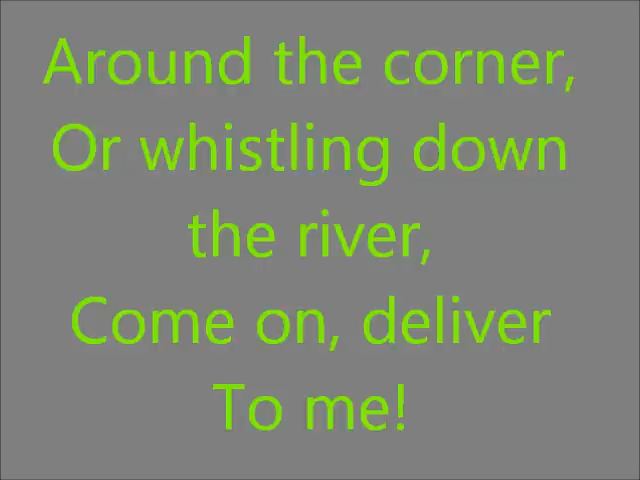 Around the corner,
Or whistling down
the river,
Come on, deliver
To me!